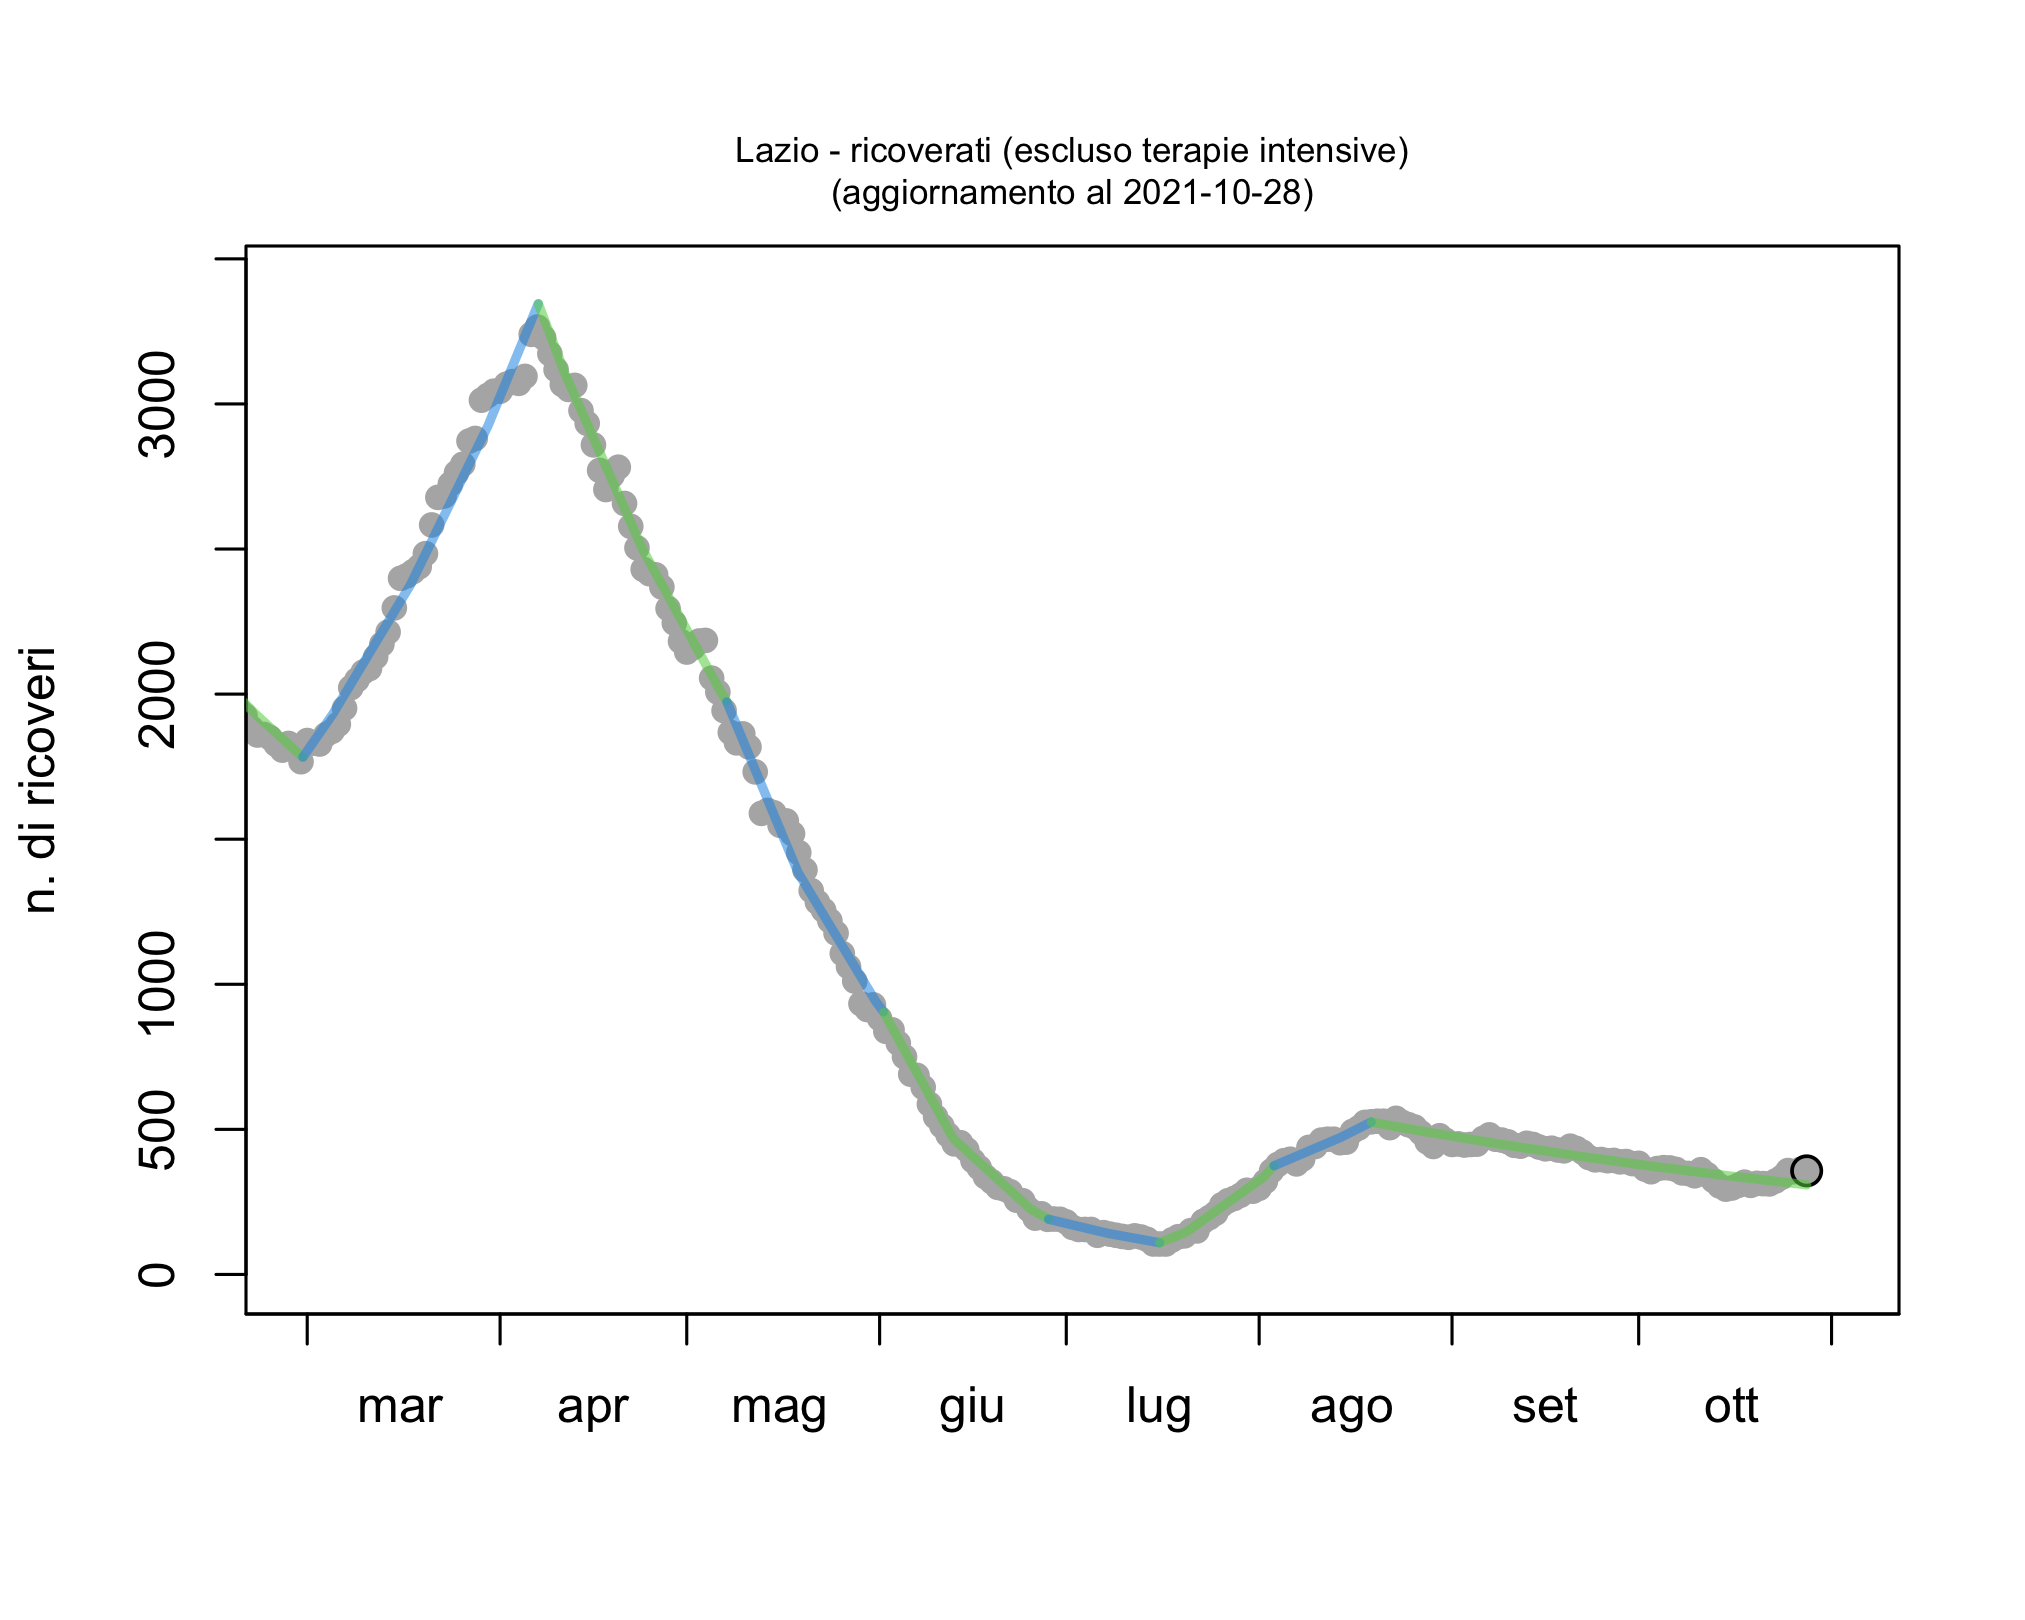 Lazio - ricoverati (escluso terapie intensive)
(aggiornamento al 2021-10-28)
n. di ricoveri
3000
2000
1000
500
0
mar apr mag giu lug ago set ott